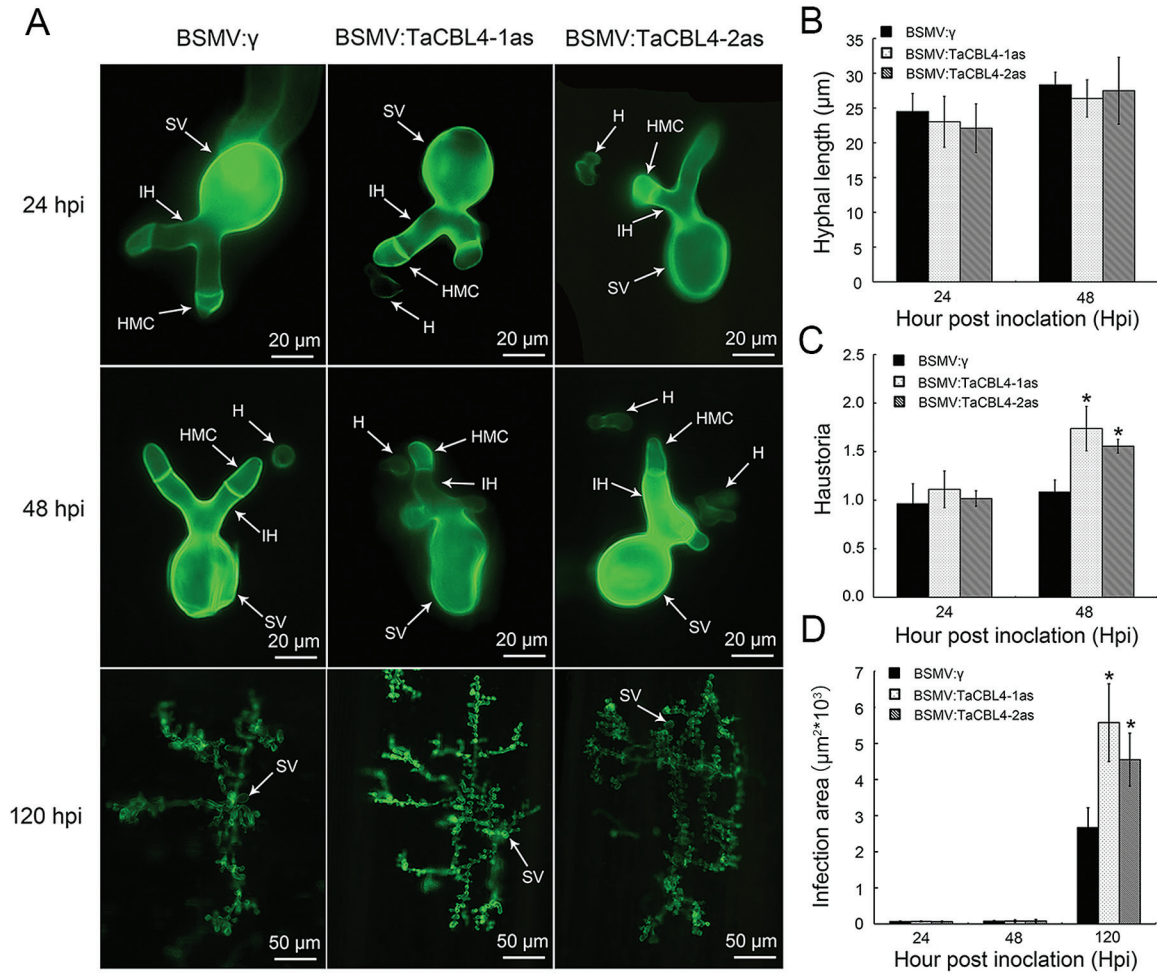 A
BSMV:γ
BSMV:TaCBL4-1as
BSMV:TaCBL4-2as
24 hpi
SV
IH
HMC
20 µm
SV
IH
HMC
H
20 µm
H
HMC
IH
SV
20 µm
48 hpi
H
HMC
IH
SV
20 µm
H
HMC
IH
SV
20 µm
H
HMC
H
IH
SV
20 µm
120 hpi
SV
50 µm
SV
50 µm
SV
50 µm
B
BSMV:γ
BSMV:TaCBL4-1as
BSMV:TaCBL4-2as
Hyphal length (µm)
35
30
25
20
15
10
5
0
24
48
Hour post inoclation (Hpi)
C
BSMV:γ
BSMV:TaCBL4-1as
BSMV:TaCBL4-2as
Haustoria
2.5
2.0
1.5
1.0
0.5
0.0
*
*
24
48
Hour post inoclation (Hpi)
D
BSMV:γ
BSMV:TaCBL4-1as
BSMV:TaCBL4-2as
Infection area (µm²*10³)
7
6
5
4
3
2
1
0
*
*
24
48
120
Hour post inoclation (Hpi)